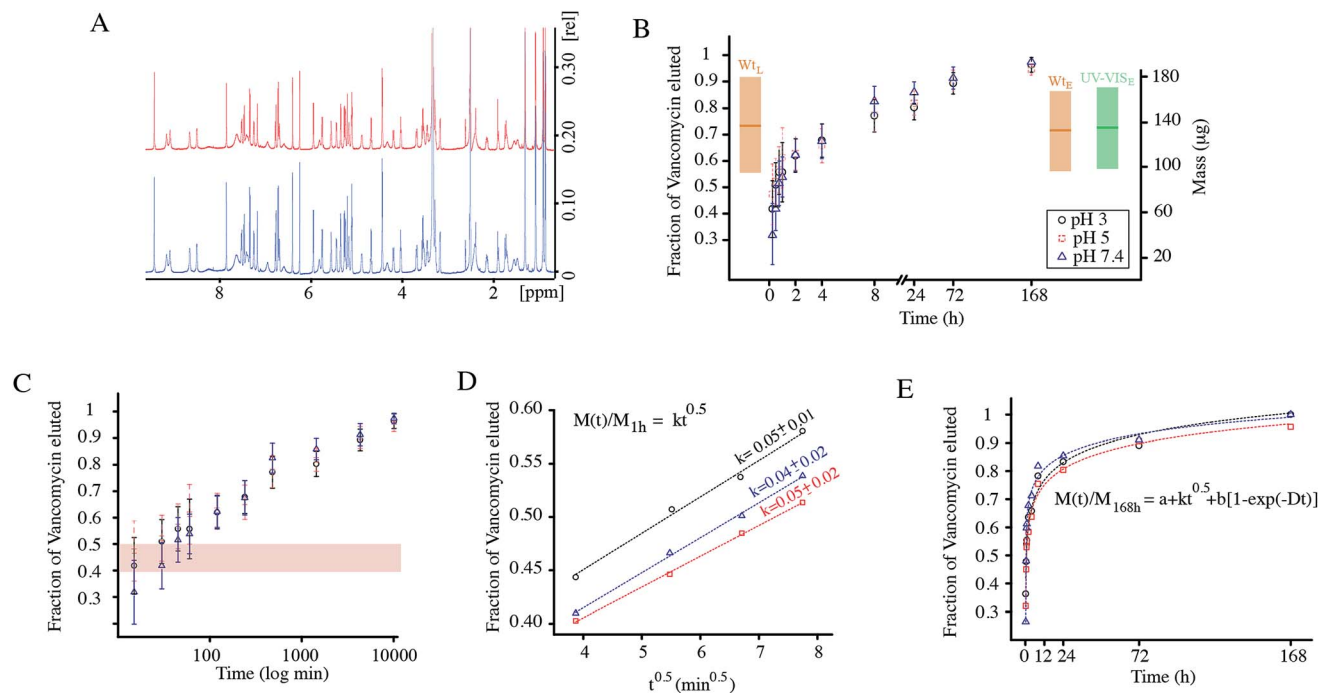 A
[rel]
0.30
0.20
0.10
0
8
6
4
2
[ppm]
B
Fraction of Vancomycin eluted
1
0.9
0.8
0.7
0.6
0.5
0.4
0.3
Wt_L
Wt_E
UV-VIS_E
180
140
100
60
20
Mass (µg)
pH 3
pH 5
pH 7.4
0
2
4
8
24
72
168
Time (h)
C
Fraction of Vancomycin eluted
1
0.9
0.8
0.7
0.6
0.5
0.4
0.3
100
1000
10000
Time (log min)
D
0.60
0.55
0.50
0.45
0.40
M(t)/M_1h = kt^0.5
k= 0.05±0.01
k=0.04±0.02
k=0.05±0.02
4
5
6
7
8
t^0.5 (min^0.5)
E
Fraction of Vancomycin eluted
1
0.9
0.8
0.7
0.6
0.5
0.4
0.3
M(t)/M_168h = a+kt^0.5+b[1-exp(-Dt)]
0
12
24
72
168
Time (h)